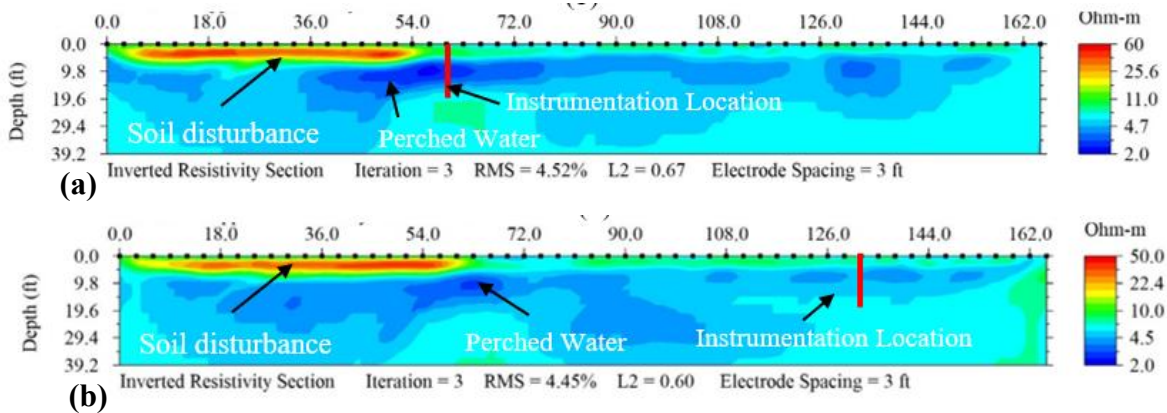 0.0 18.0 36.0 54.0 72.0 90.0 108.0 126.0 144.0 162.0 Ohm-m
0.0 60
9.8 25.6
Instrumentation Location
19.6 11.0
Soil disturbance
Perched Water
29.4 4.7
39.2 2.0
Depth (ft)
Inverted Resistivity Section Iteration = 3 RMS = 4.52% L2 = 0.67 Electrode Spacing = 3 ft
(a)
0.0 18.0 36.0 54.0 72.0 90.0 108.0 126.0 144.0 162.0 Ohm-m
0.0 50.0
9.8 22.4
19.6 10.0
29.4 4.5
Soil disturbance Perched Water Instrumentation Location
39.2 2.0
Depth (ft)
Inverted Resistivity Section Iteration = 3 RMS = 4.45% L2 = 0.60 Electrode Spacing = 3 ft
(b)